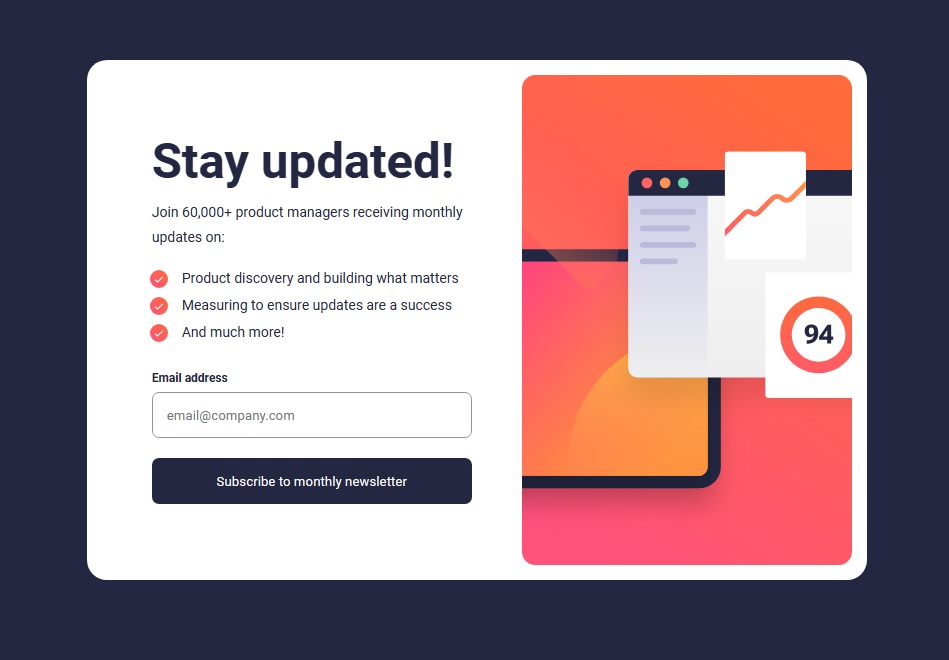 Stay updated!
Join 60,000+ product managers receiving monthly
updates on:
Product discovery and building what matters
Measuring to ensure updates are a success
And much more!
Email address
email@company.com
Subscribe to monthly newsletter
94